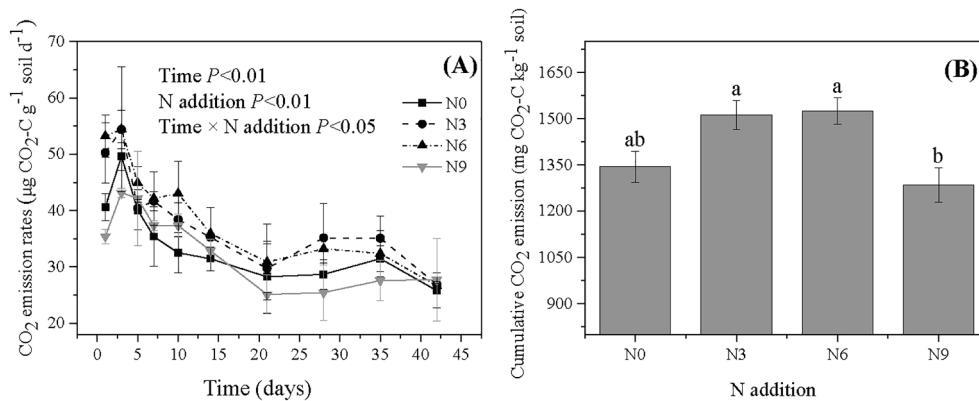 CO₂ emission rates (μg CO₂-C g⁻¹ soil d⁻¹)
70
60
50
40
30
20
Time P<0.01
N addition P<0.01
Time × N addition P<0.05
(A)
N0
N3
N6
N9
0 5 10 15 20 25 30 35 40 45
Time (days)
Cumulative CO₂ emission (mg CO₂-C kg⁻¹ soil)
1650
1500
1350
1200
1050
900
(B)
ab
a
a
b
N0 N3 N6 N9
N addition